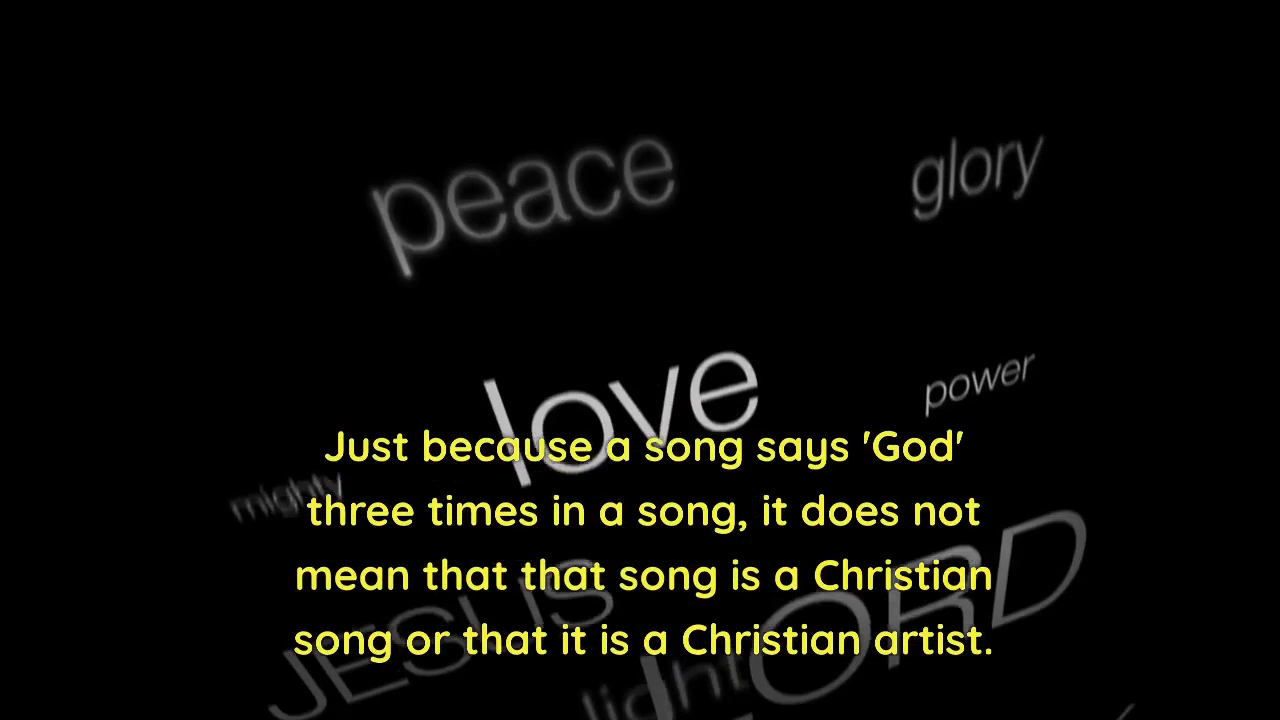 peace
glory
love
power
Just because a song says 'God'
mighty
three times in a song, it does not
mean that that song is a Christian
JESUS
LORD
song or that it is a Christian artist.
light